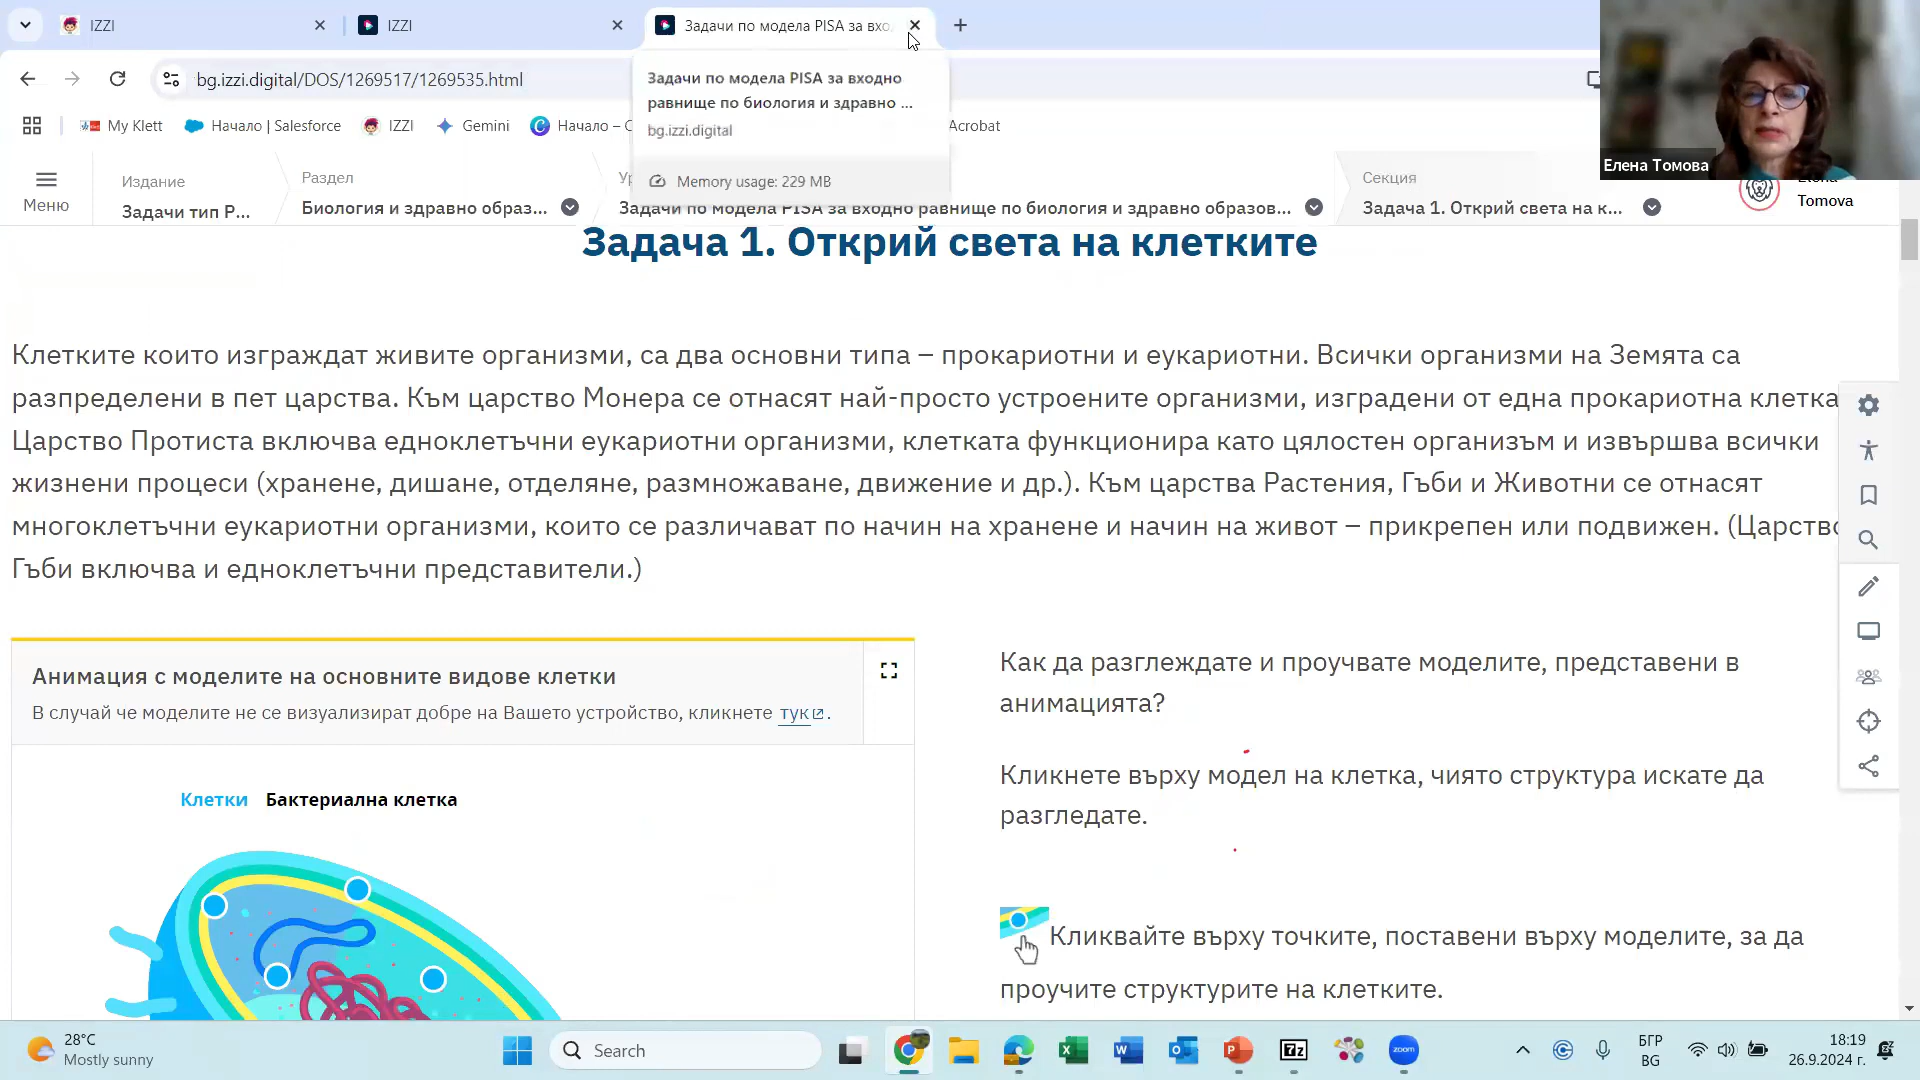 IZZI
IZZI
Задачи по модела PISA за вхо
bg.izzi.digital/DOS/1269517/1269535.html
Задачи по модела PISA за входно
равнище по биология и здравно ...
bg.izzi.digital
Memory usage: 229 MB
My Klett
Начало | Salesforce
IZZI
Gemini
Начало – C
Acrobat
Елена Томова
Меню
Издание
Задачи тип P...
Раздел
Биология и здравно образ...
Задачи по модела PISA за входно равнище по биология и здравно образов...
Секция
Задача 1. Открий света на к...
Elena
Tomova
Задача 1. Открий света на клетките
Клетките които изграждат живите организми, са два основни типа – прокариотни и еукариотни. Всички организми на Земята са
разпределени в пет царства. Към царство Монера се отнасят най-просто устроените организми, изградени от една прокариотна клетка
Царство Протиста включва едноклетъчни еукариотни организми, клетката функционира като цялостен организъм и извършва всички
жизнени процеси (хранене, дишане, отделяне, размножаване, движение и др.). Към царства Растения, Гъби и Животни се отнасят
многоклетъчни еукариотни организми, които се различават по начин на хранене и начин на живот – прикрепен или подвижен. (Царство
Гъби включва и едноклетъчни представители.)
Анимация с моделите на основните видове клетки
В случай че моделите не се визуализират добре на Вашето устройство, кликнете тук.
Клетки Бактериална клетка
Как да разглеждате и проучвате моделите, представени в
анимацията?
Кликнете върху модел на клетка, чиято структура искате да
разгледате.
Кликвайте върху точките, поставени върху моделите, за да
проучите структурите на клетките.
28°C
Mostly sunny
Search
7z
zoom
БГР
BG
18:19
26.9.2024 г.